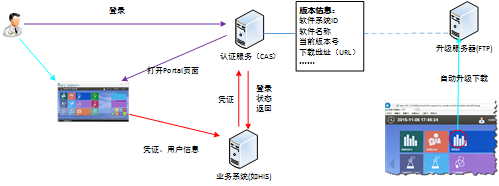 登录
版本信息：
软件系统ID
软件名称
当前版本号
下载地址（URL）
……
认证服务（CAS）
升级服务器(FTP)
打开Portal页面
自动升级下载
凭证
登录
状态
返回
2015-11-06 17:48:24
凭证、用户信息
业务系统(如HIS)